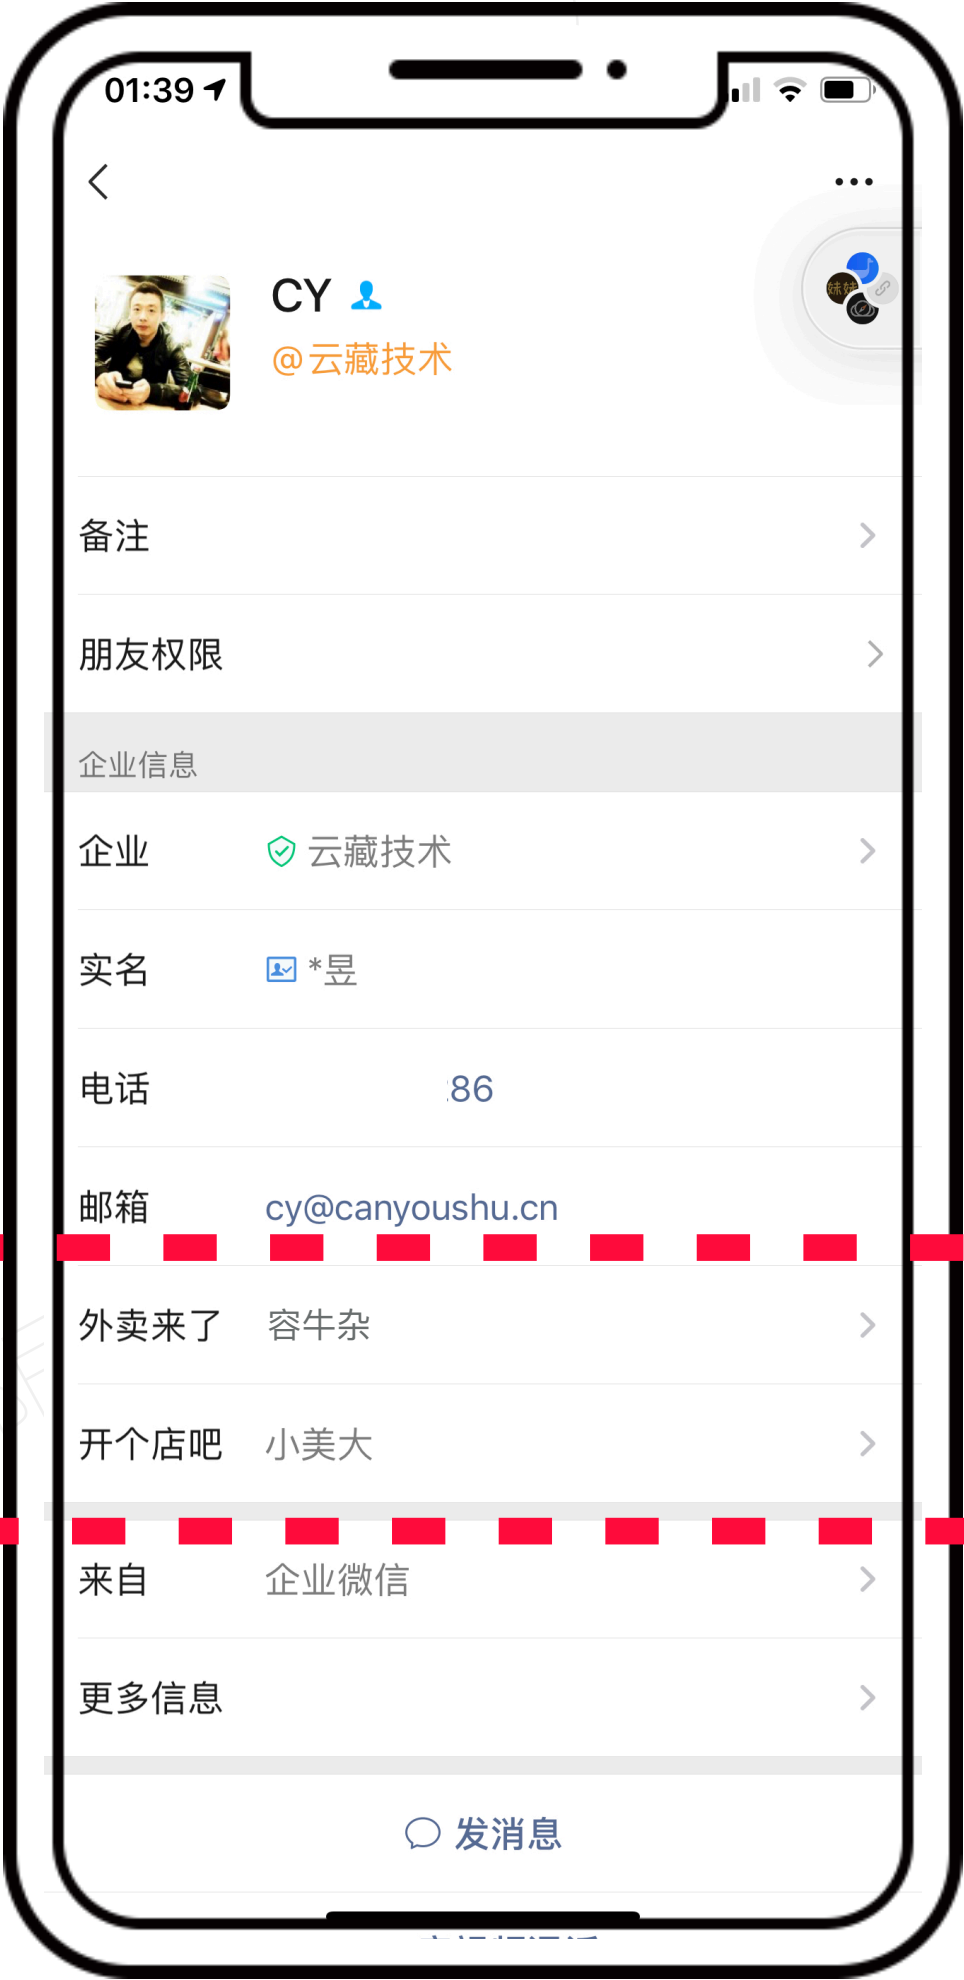 01:39
CY
@云藏技术
妹妹
备注
朋友权限
企业信息
企业 云藏技术
实名 *昱
电话 86
邮箱 cy@canyoushu.cn
外卖来了 容牛杂
开个店吧 小美大
来自 企业微信
更多信息
发消息